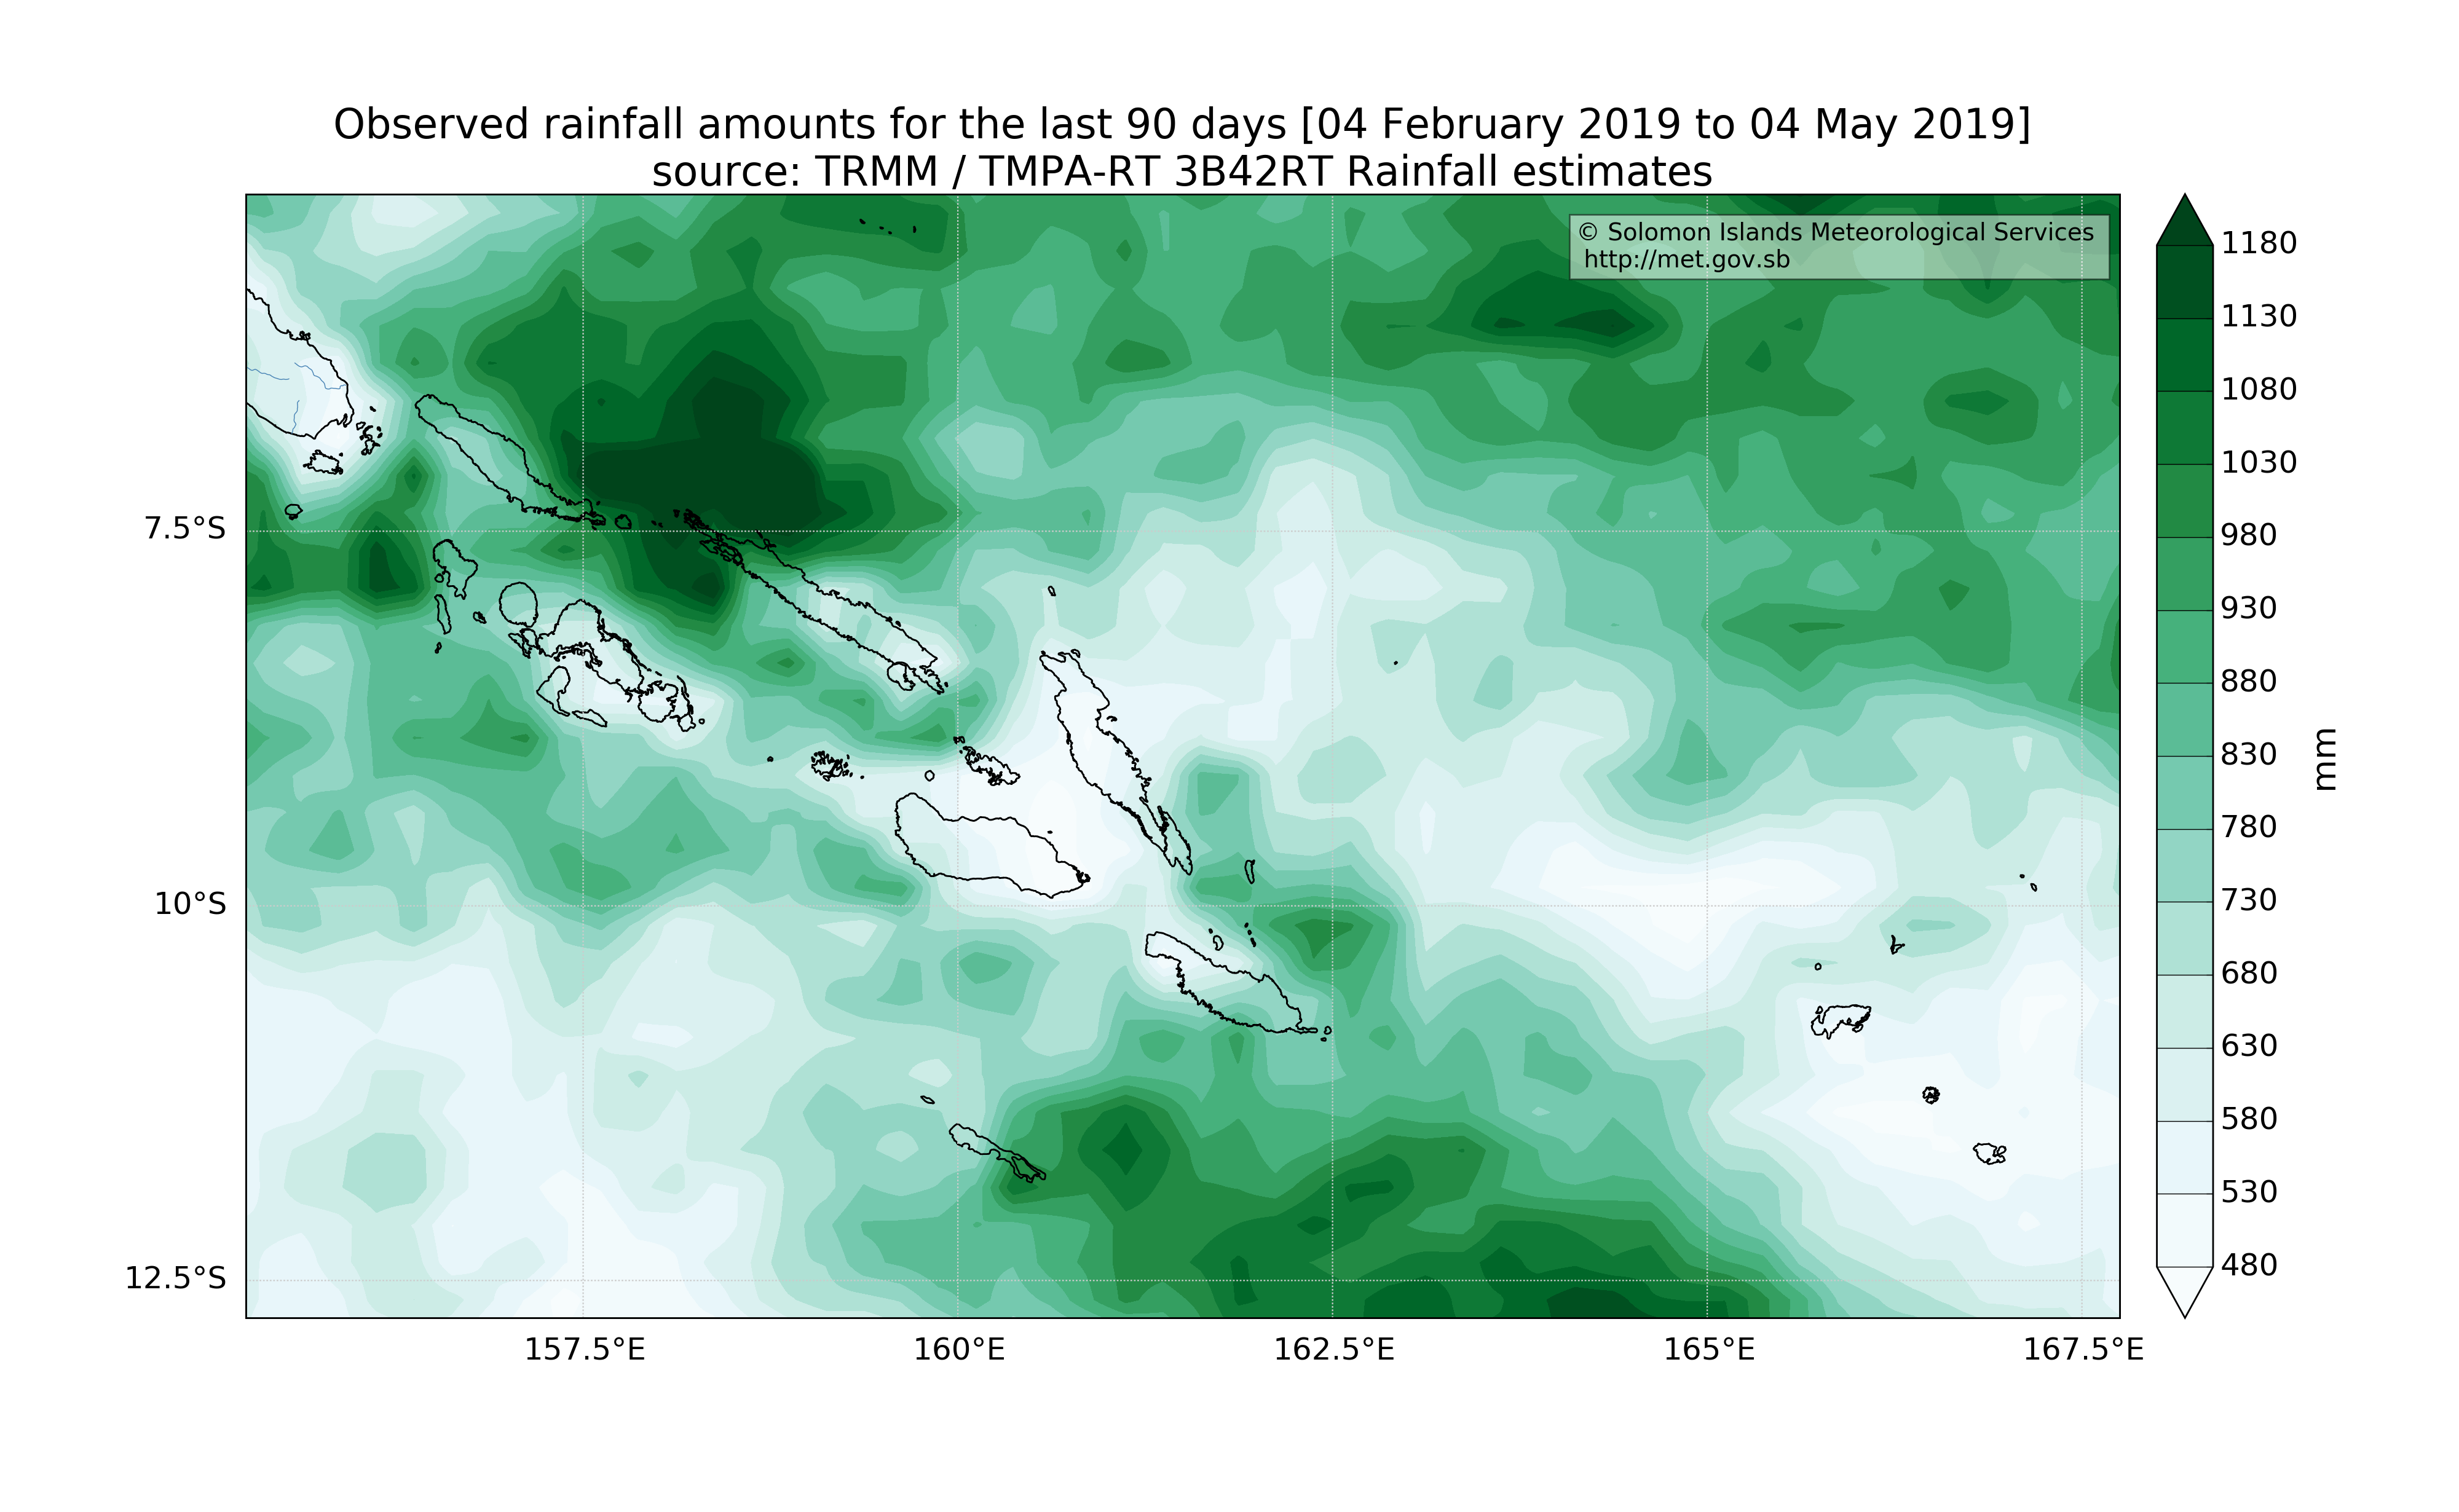 Observed rainfall amounts for the last 90 days [04 February 2019 to 04 May 2019]
source: TRMM / TMPA-RT 3B42RT Rainfall estimates
© Solomon Islands Meteorological Services
http://met.gov.sb
7.5°S
10°S
12.5°S
157.5°E
160°E
162.5°E
165°E
167.5°E
1180
1130
1080
1030
980
930
880
830
780
730
680
630
580
530
480
mm